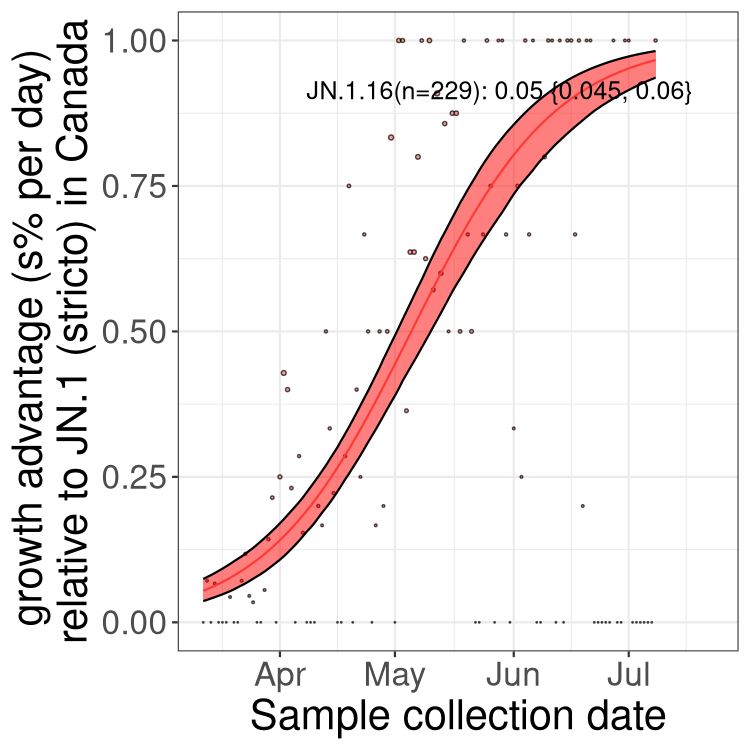 growth advantage (s% per day)
relative to JN.1 (stricto) in Canada
1.00
0.75
0.50
0.25
0.00
JN.1.16(n=229): 0.05 {0.045, 0.06}
Apr May Jun Jul
Sample collection date